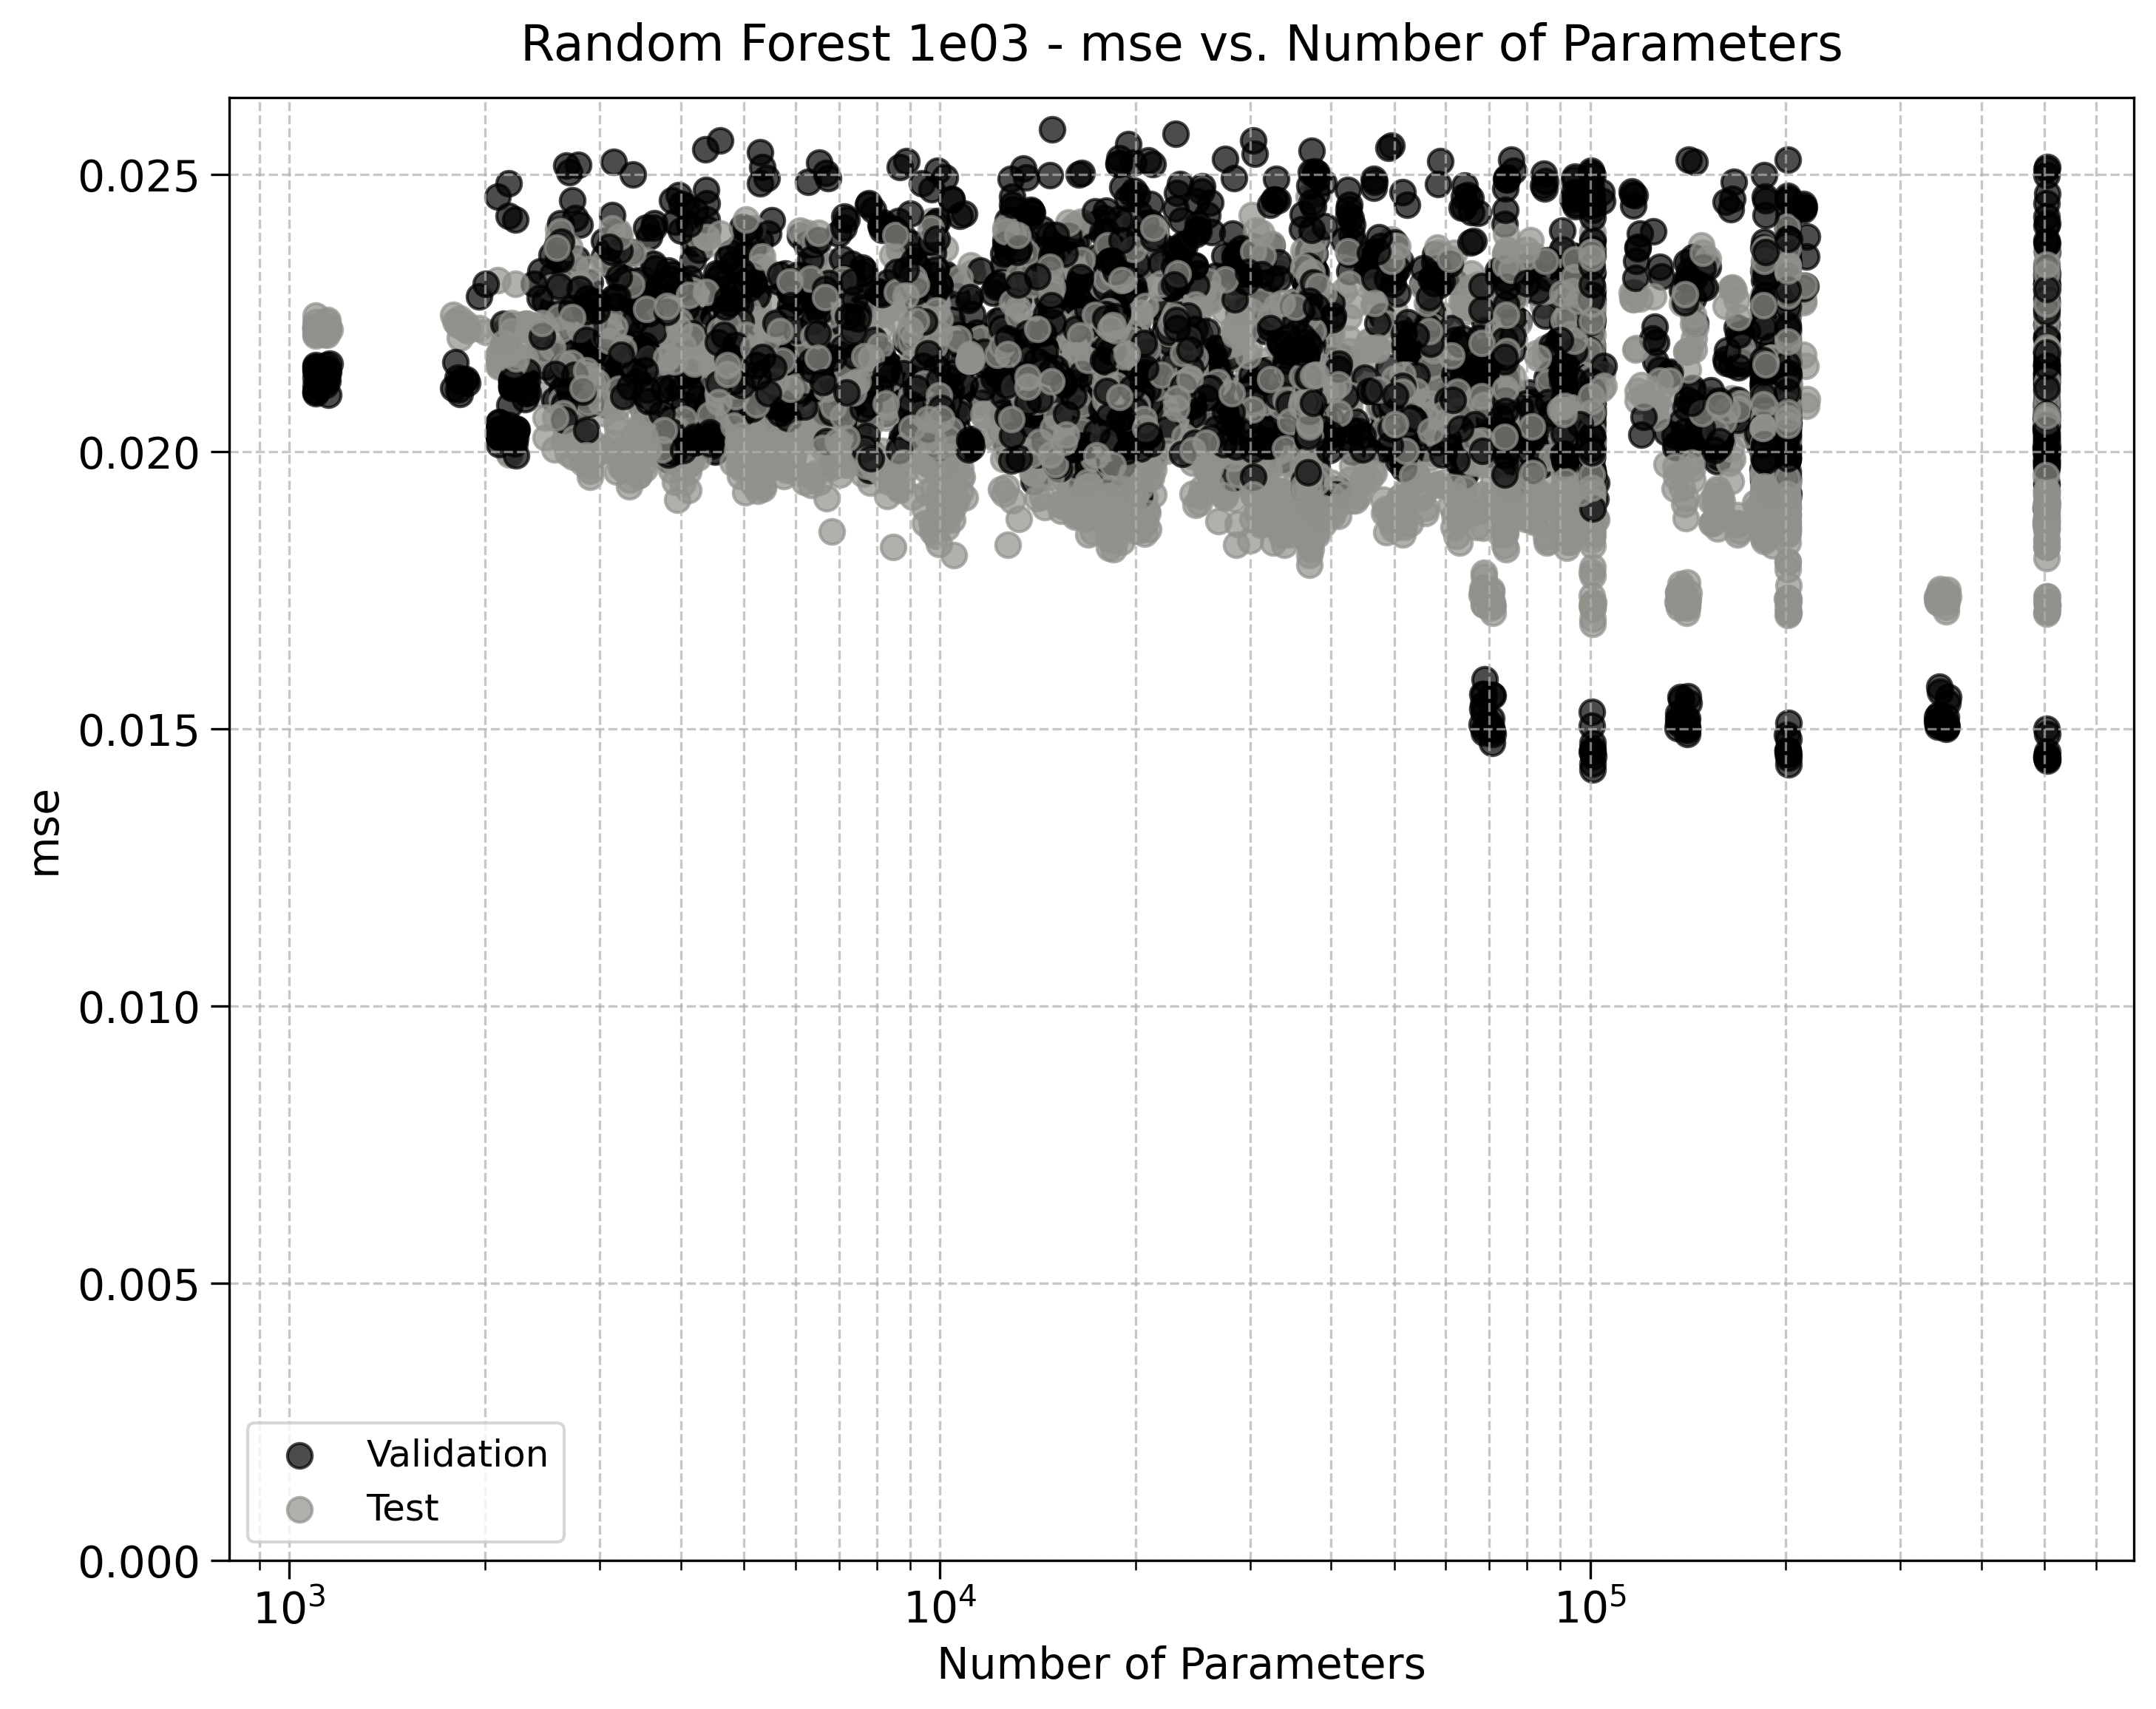 Random Forest 1e03 - mse vs. Number of Parameters
mse
0.025
0.020
0.015
0.010
0.005
0.000
Validation
Test
10³
10⁴
10⁵
Number of Parameters